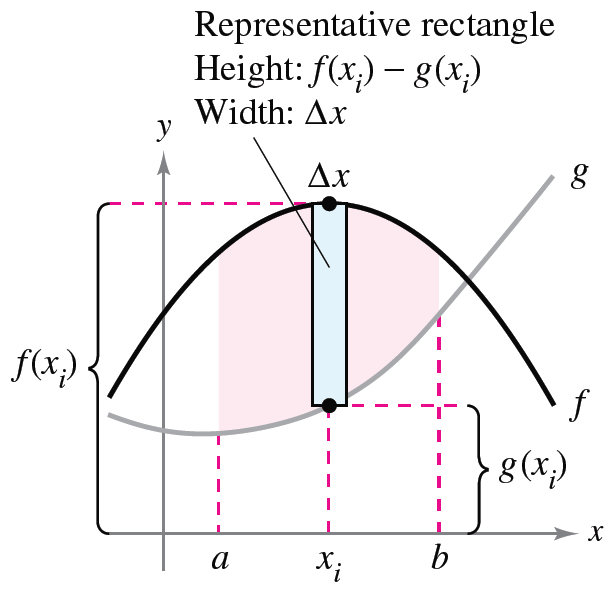 Representative rectangle
Height: f(xᵢ) − g(xᵢ)
Width: Δx
y
Δx
g
f(xᵢ)
f
g(xᵢ)
x
a
xᵢ
b